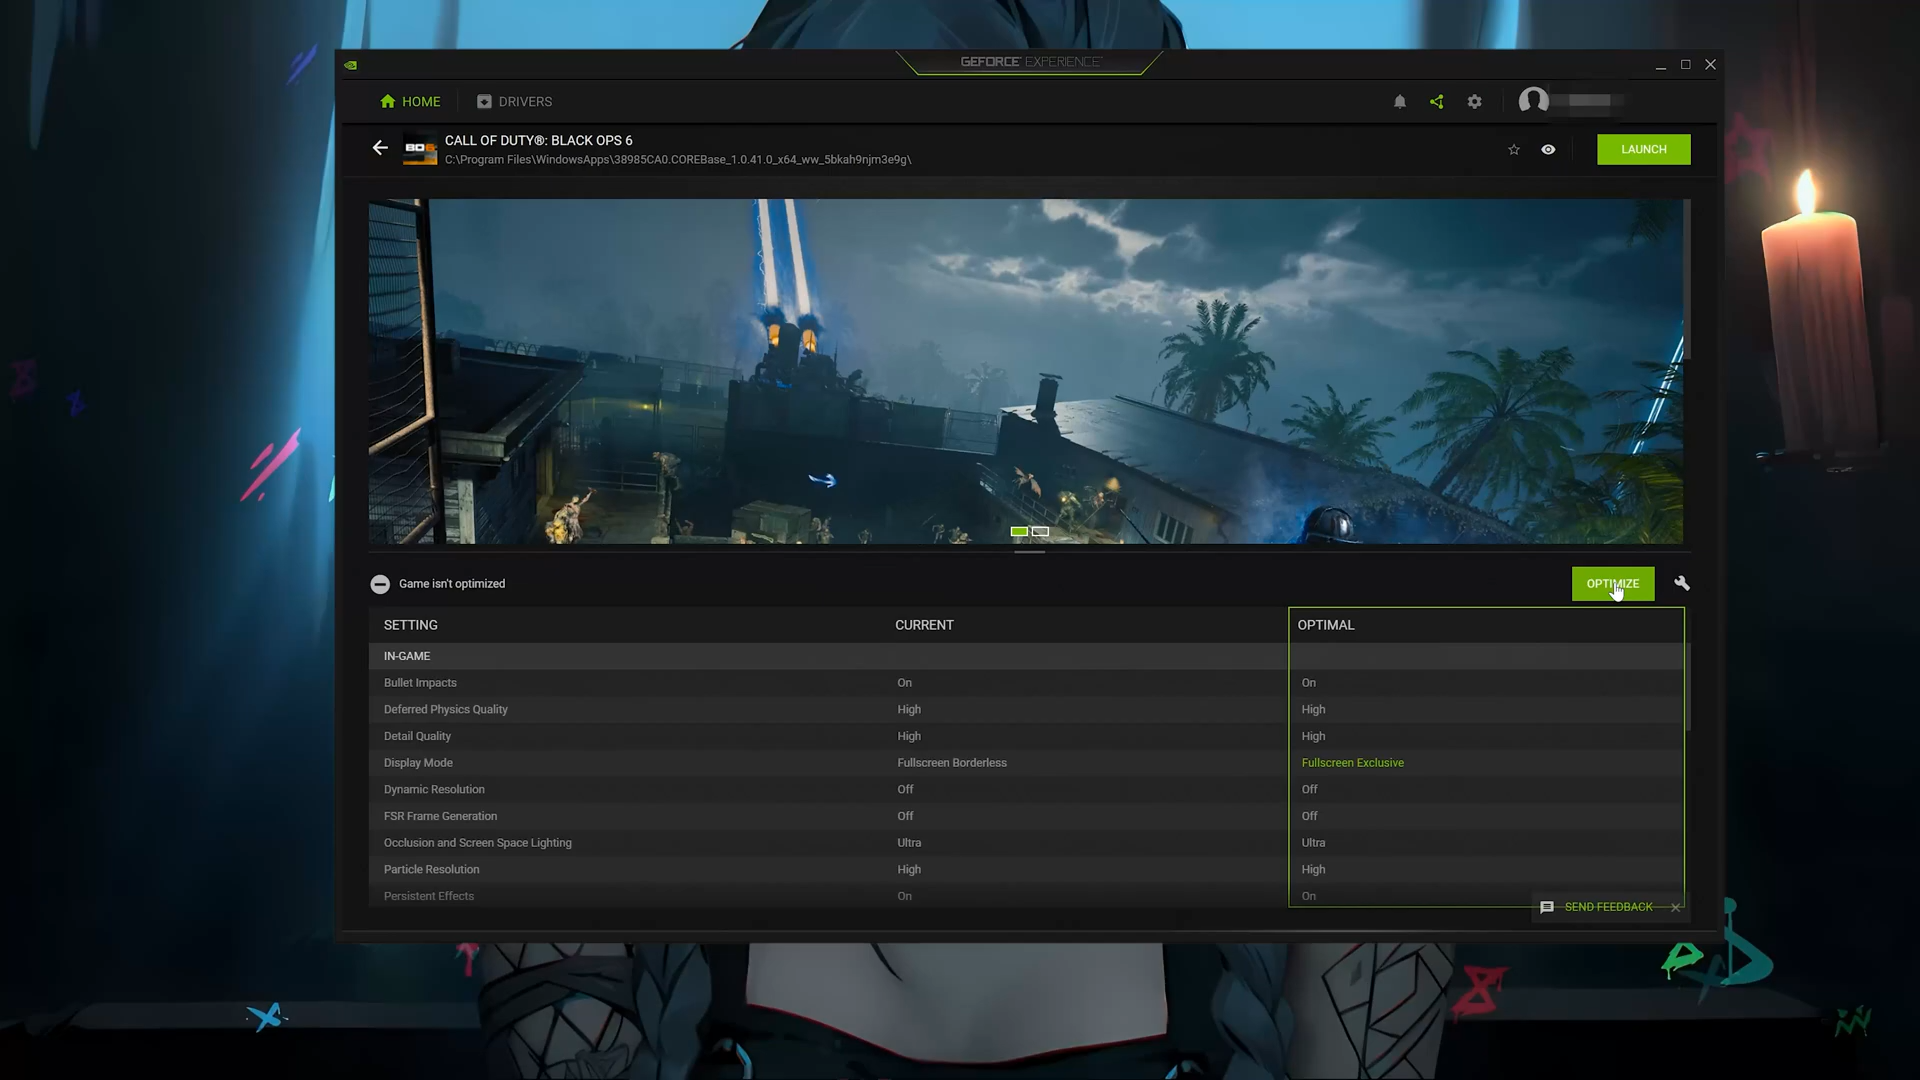 GEFORCE EXPERIENCE
HOME
DRIVERS
BO6
CALL OF DUTY®: BLACK OPS 6
C:\Program Files\WindowsApps\38985CA0.COREBase_1.0.41.0_x64_ww_5bkah9njm3e9g\
LAUNCH
Game isn't optimized
OPTIMIZE
SETTING CURRENT OPTIMAL
IN-GAME
Bullet Impacts On On
Deferred Physics Quality High High
Detail Quality High High
Display Mode Fullscreen Borderless Fullscreen Exclusive
Dynamic Resolution Off Off
FSR Frame Generation Off Off
Occlusion and Screen Space Lighting Ultra Ultra
Particle Resolution High High
Persistent Effects On On
SEND FEEDBACK